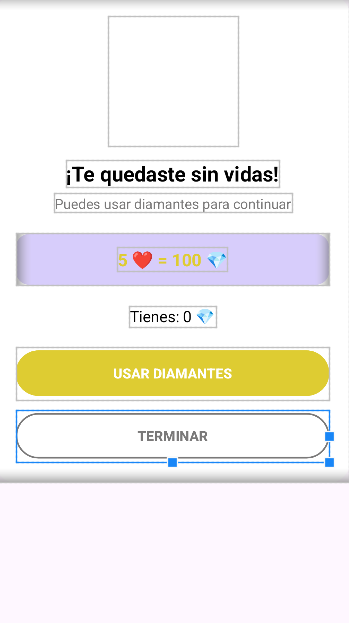 ¡Te quedaste sin vidas!
Puedes usar diamantes para continuar
5 ❤️ = 100 💎
Tienes: 0 💎
USAR DIAMANTES
TERMINAR